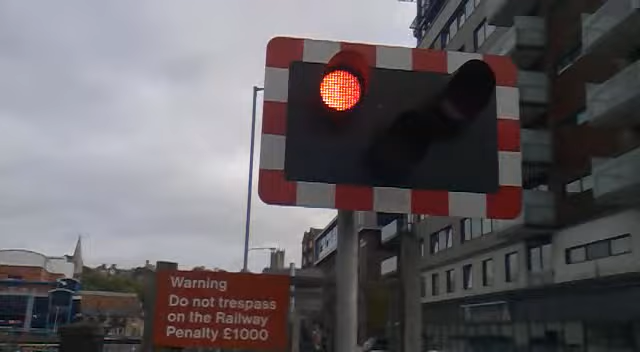 Warning
Do not trespass
on the Railway
Penalty £1000